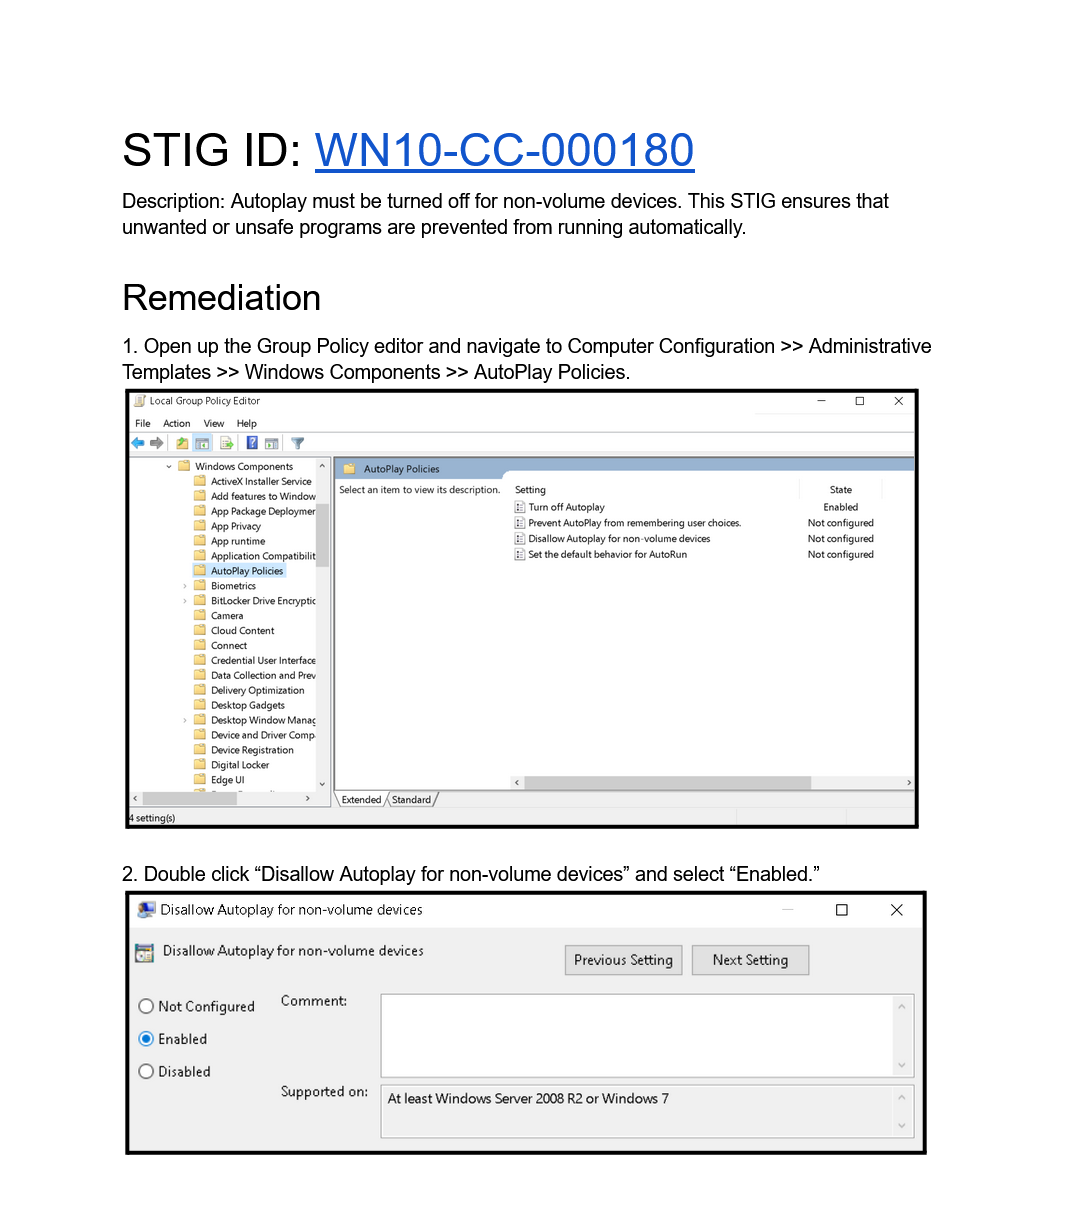 STIG ID: WN10-CC-000180
Description: Autoplay must be turned off for non-volume devices. This STIG ensures that
unwanted or unsafe programs are prevented from running automatically.
Remediation
1. Open up the Group Policy editor and navigate to Computer Configuration >> Administrative
Templates >> Windows Components >> AutoPlay Policies.
Local Group Policy Editor
File Action View Help
Windows Components
ActiveX Installer Service
Add features to Window
App Package Deploymer
App Privacy
App runtime
Application Compatibilit
AutoPlay Policies
Biometrics
BitLocker Drive Encryptic
Camera
Cloud Content
Connect
Credential User Interface
Data Collection and Prev
Delivery Optimization
Desktop Gadgets
Desktop Window Manag
Device and Driver Comp
Device Registration
Digital Locker
Edge UI
AutoPlay Policies
Select an item to view its description.
Setting State
Turn off Autoplay Enabled
Prevent AutoPlay from remembering user choices. Not configured
Disallow Autoplay for non-volume devices Not configured
Set the default behavior for AutoRun Not configured
Extended Standard
4 setting(s)
2. Double click “Disallow Autoplay for non-volume devices” and select “Enabled.”
Disallow Autoplay for non-volume devices
Disallow Autoplay for non-volume devices
Previous Setting Next Setting
Not Configured
Enabled
Disabled
Comment:
Supported on:
At least Windows Server 2008 R2 or Windows 7